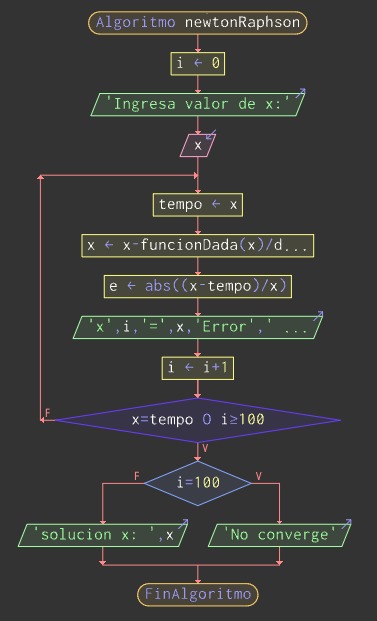 Algoritmo newtonRaphson
i ← 0
'Ingresa valor de x:'
x
tempo ← x
x ← x-funcionDada(x)/d...
e ← abs((x-tempo)/x)
'x',i,'=',x,'Error',' ...
i ← i+1
x=tempo O i≥100
F
V
i=100
F
V
'solucion x: ',x
'No converge'
FinAlgoritmo